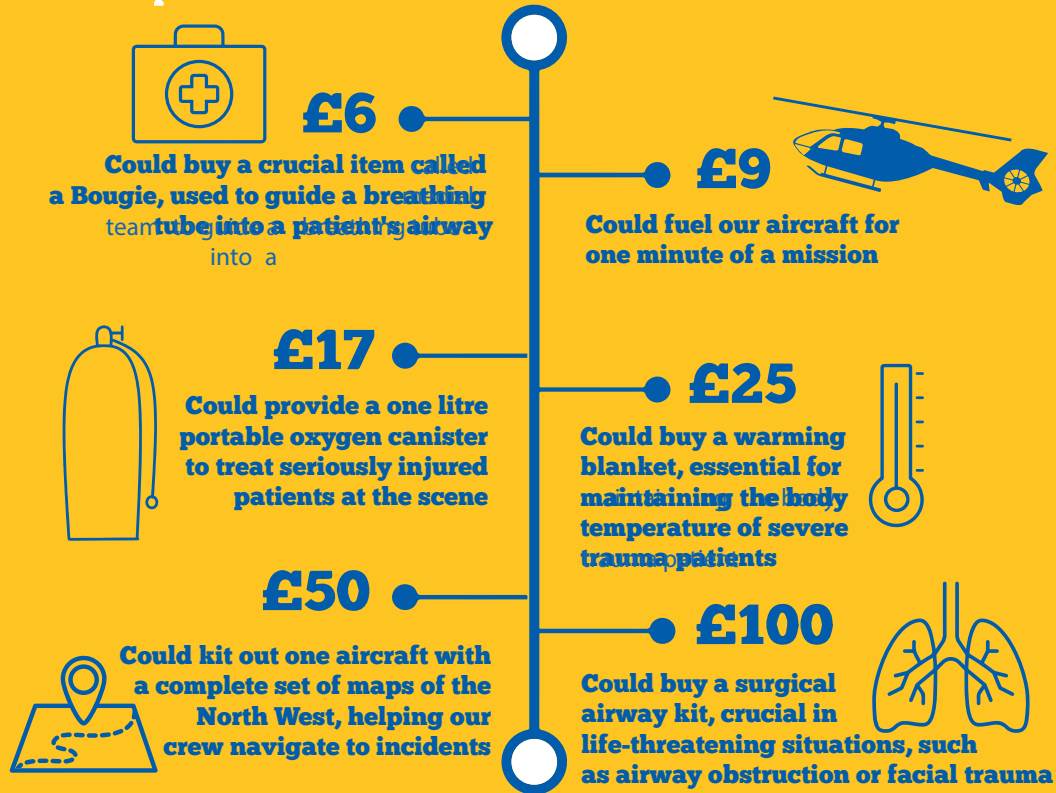 £6
Could buy a crucial item called
a Bougie, used to guide a breathing
tube into a patient's airway
into a
£9
Could fuel our aircraft for
one minute of a mission
£17
Could provide a one litre
portable oxygen canister
to treat seriously injured
patients at the scene
£25
Could buy a warming
blanket, essential for
maintaining the body
temperature of severe
trauma patients
£50
Could kit out one aircraft with
a complete set of maps of the
North West, helping our
crew navigate to incidents
£100
Could buy a surgical
airway kit, crucial in
life-threatening situations, such
as airway obstruction or facial trauma